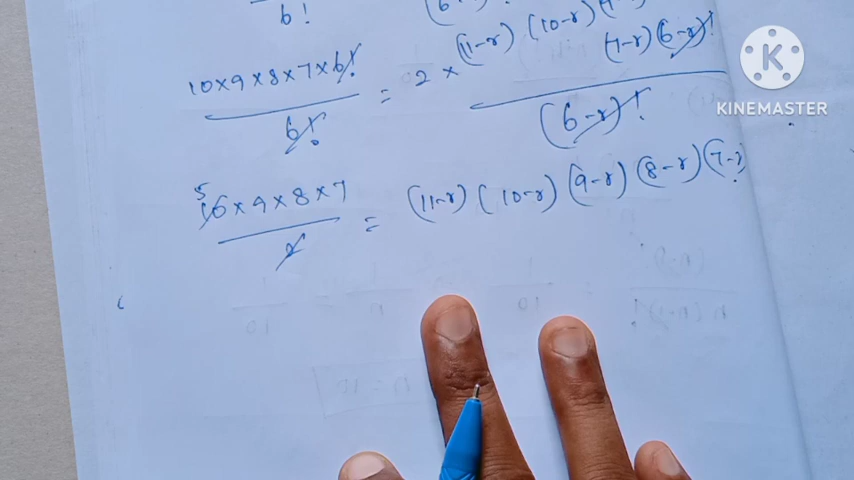 6!
10×9×8×7×6! = 2 × (11-r) (10-r) (7-r) (6-r)!
6! (6-r)!
5
10×9×8×7 = (11-r) (10-r) (9-r) (8-r) (7-r)
2
KINEMASTER